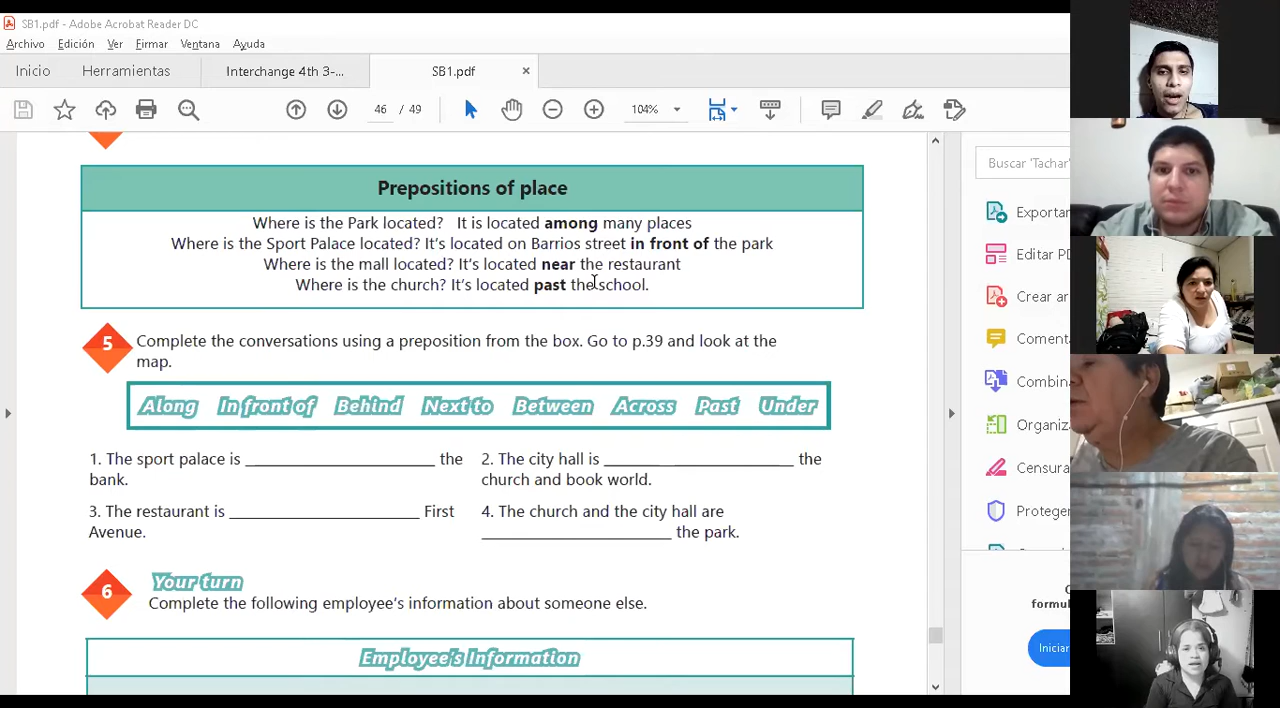 SB1.pdf - Adobe Acrobat Reader DC
Archivo Edición Ver Firmar Ventana Ayuda
Inicio Herramientas Interchange 4th 3-... SB1.pdf ×
46 / 49 104%
Prepositions of place
Where is the Park located? It is located among many places
Where is the Sport Palace located? It's located on Barrios street in front of the park
Where is the mall located? It's located near the restaurant
Where is the church? It's located past the school.
5 Complete the conversations using a preposition from the box. Go to p.39 and look at the
map.
Along In front of Behind Next to Between Across Past Under
1. The sport palace is ____________________ the
bank.
2. The city hall is ____________________ the
church and book world.
3. The restaurant is ____________________ First
Avenue.
4. The church and the city hall are
____________________ the park.
6 Your turn
Complete the following employee's information about someone else.
Employee's Information
Buscar 'Tachar'
Exportar
Editar PD
Crear ar
Comenta
Combina
Organiza
Censura
Proteger
formu
Iniciar